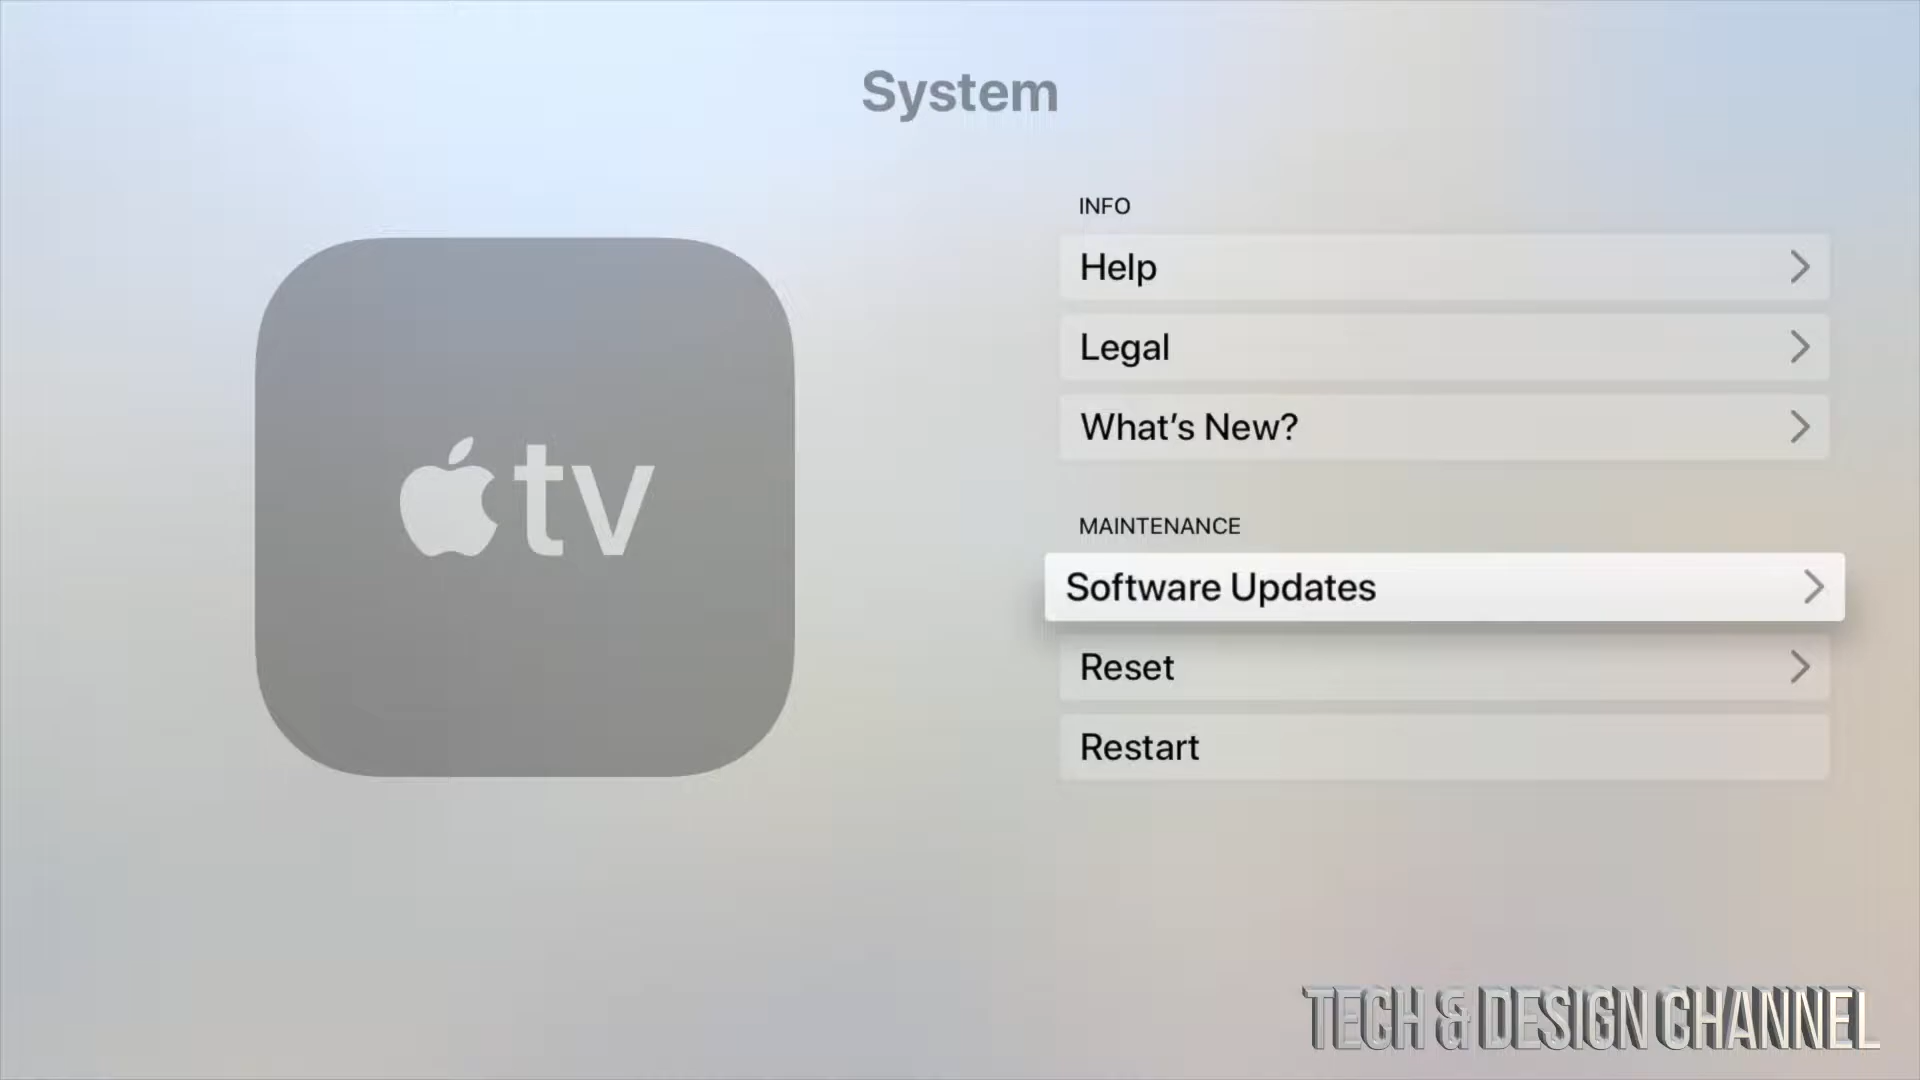 System
INFO
Help
Legal
What's New?
MAINTENANCE
Software Updates
Reset
Restart
tv
TECH & DESIGN CHANNEL